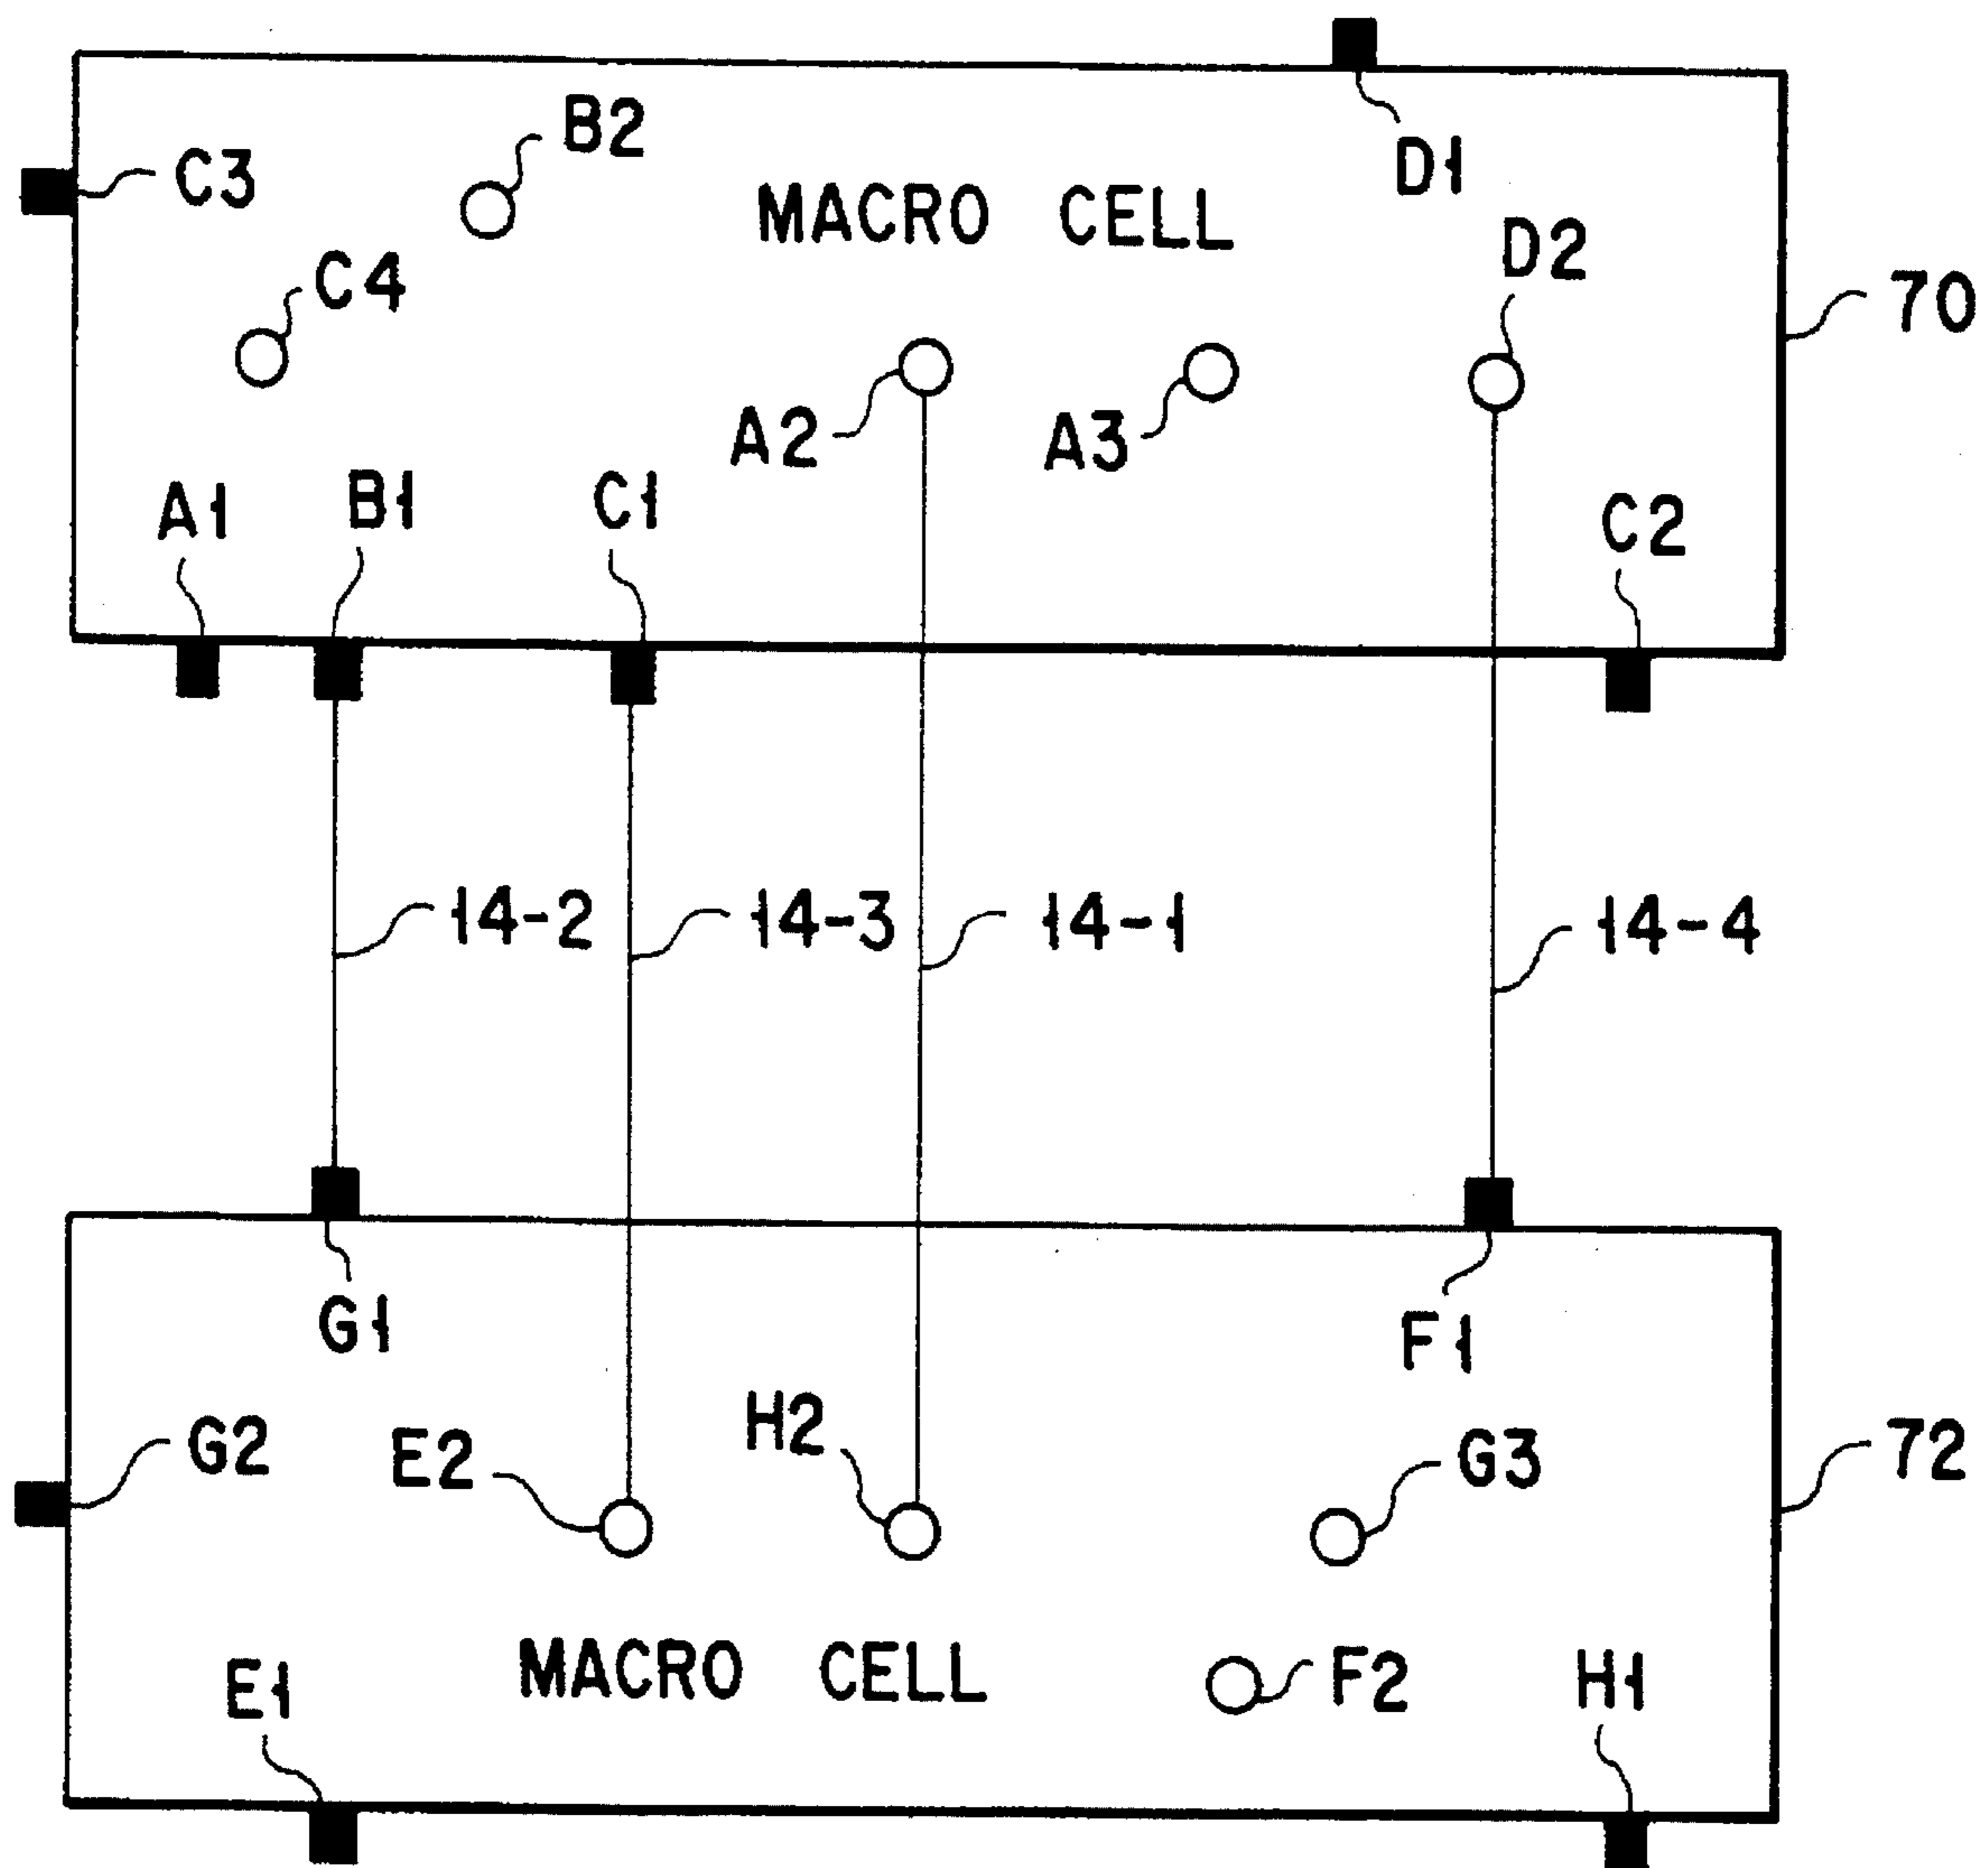 B2
D1
C3
MACRO CELL
D2
C4
70
A2
A3
A1
B1
C1
C2
14-2
14-3
14-1
14-4
G1
F1
G2
E2
H2
G3
72
E1
MACRO CELL
F2
H1